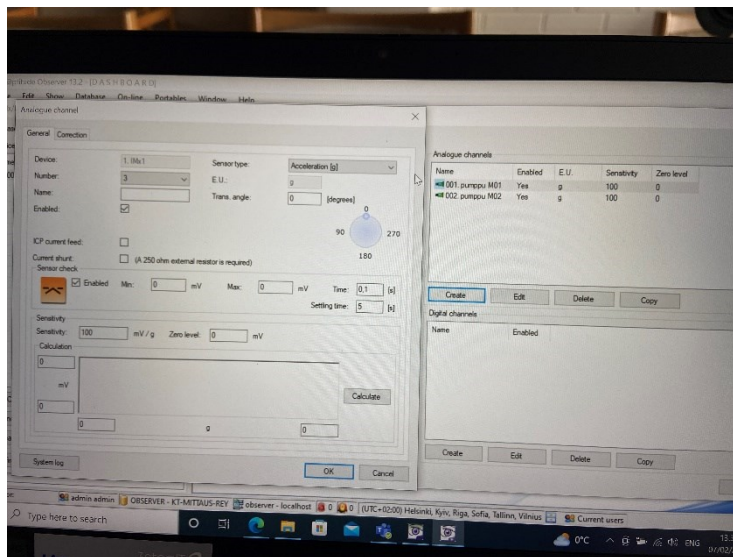 Observer 11.2 - [DASHBOARD]
Edit Show Database On-line Portables Window Help
Analogue channel
General Correction
Device: 1. IMx1 Sensor type: Acceleration [g]
Number: 3 E.U.: g
Name: Trans. angle: 0 [degrees]
Enabled:
0
90 270
180
ICP current feed:
Current shunt: (A 250 ohm external resistor is required)
Sensor check
Enabled Min: 0 mV Max: 0 mV Time: 0,1 [s]
Settling time: 5 [s]
Sensitivity
Sensitivity: 100 mV / g Zero level: 0 mV
Calculation
0
mV
Calculate
0
0 g 0
System log OK Cancel
Analogue channels
Name Enabled E.U. Sensitivity Zero level
001. pumppu M01 Yes g 100 0
002. pumppu M02 Yes g 100 0
Create Edit Delete Copy
Digital channels
Name Enabled
Create Edit Delete Copy
admin admin OBSERVER - KT-MITTAUS-REY observer - localhost 0 0 (UTC+02:00) Helsinki, Kyiv, Riga, Sofia, Tallinn, Vilnius Current users
Type here to search 0°C ENG